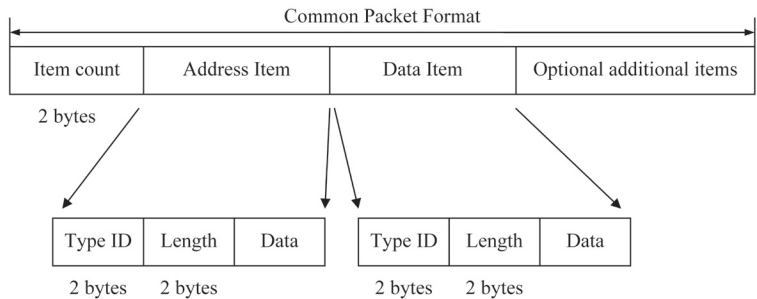 Common Packet Format
Item count Address Item Data Item Optional additional items
2 bytes
Type ID Length Data Type ID Length Data
2 bytes 2 bytes 2 bytes 2 bytes